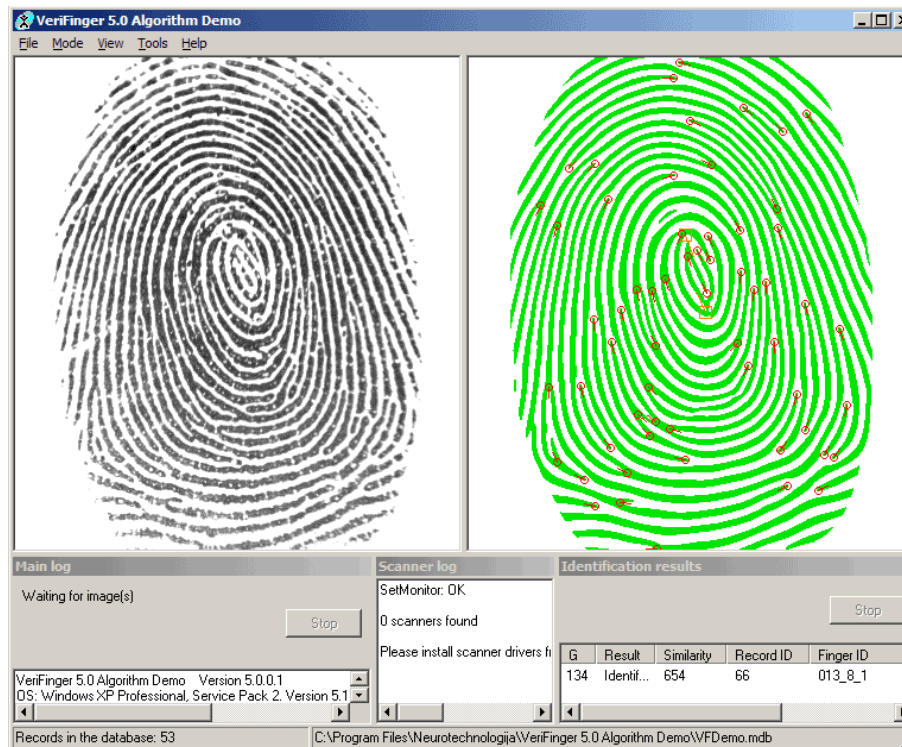 VeriFinger 5.0 Algorithm Demo
File Mode View Tools Help
Main log
Waiting for image(s)
Stop
VeriFinger 5.0 Algorithm Demo Version 5.0.0.1
OS: Windows XP Professional, Service Pack 2. Version 5.1
Scanner log
SetMonitor: OK
0 scanners found
Please install scanner drivers
Identification results
Stop
G Result Similarity Record ID Finger ID
134 Identif... 654 66 013_8_1
Records in the database: 53
C:\Program Files\Neurotechnologija\VeriFinger 5.0 Algorithm Demo\VFDemo.mdb